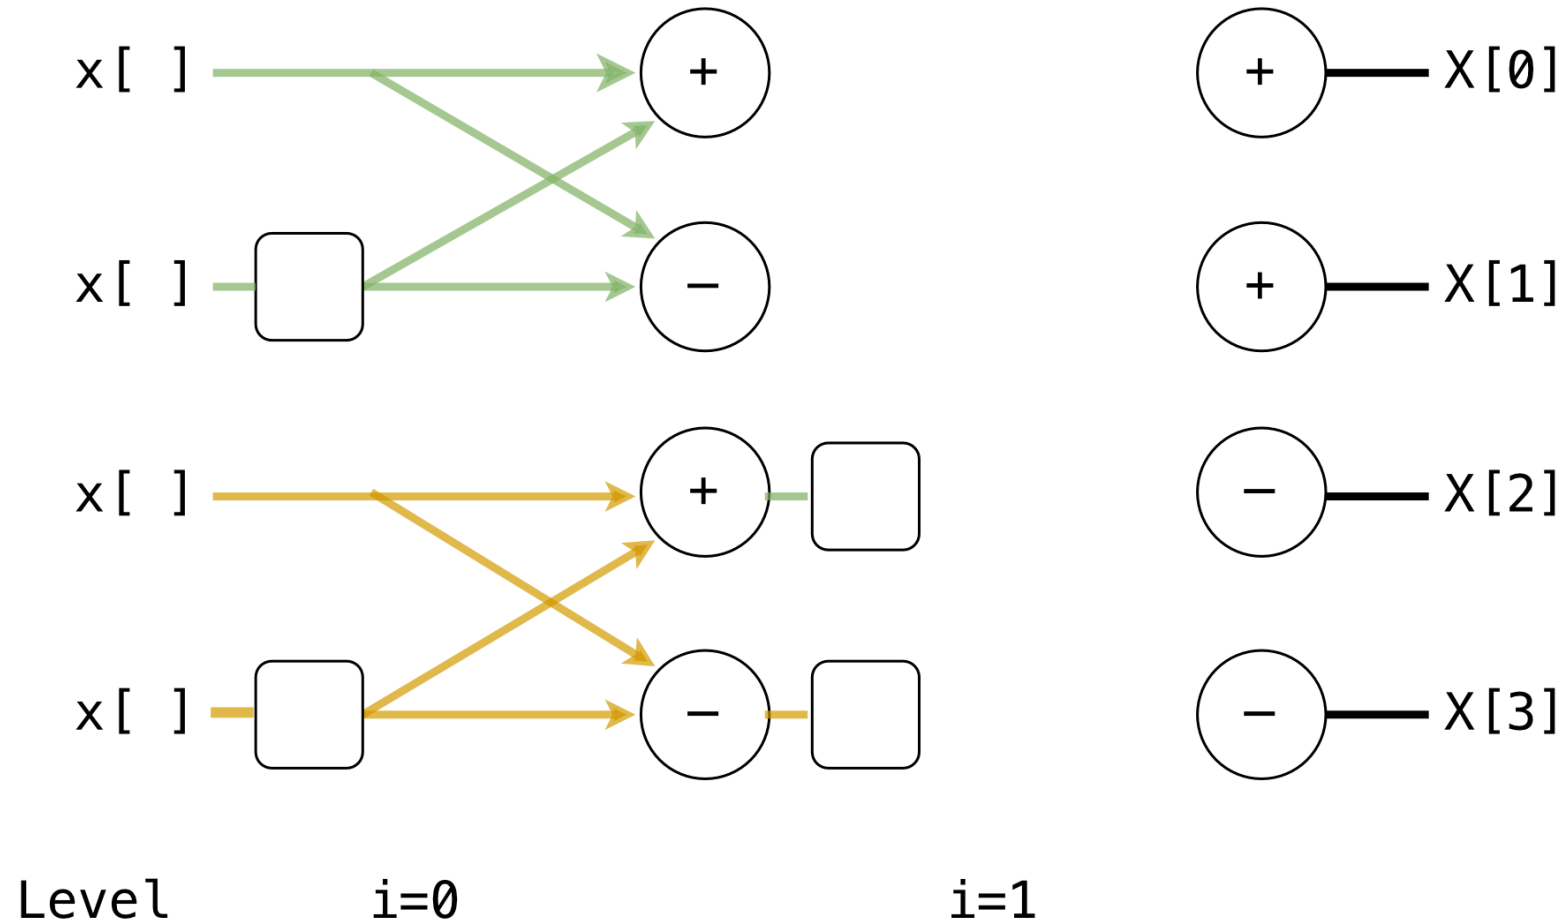 x[ ] + + X[0]
x[ ] − + X[1]
x[ ] + − X[2]
x[ ] − − X[3]
Level i=0 i=1